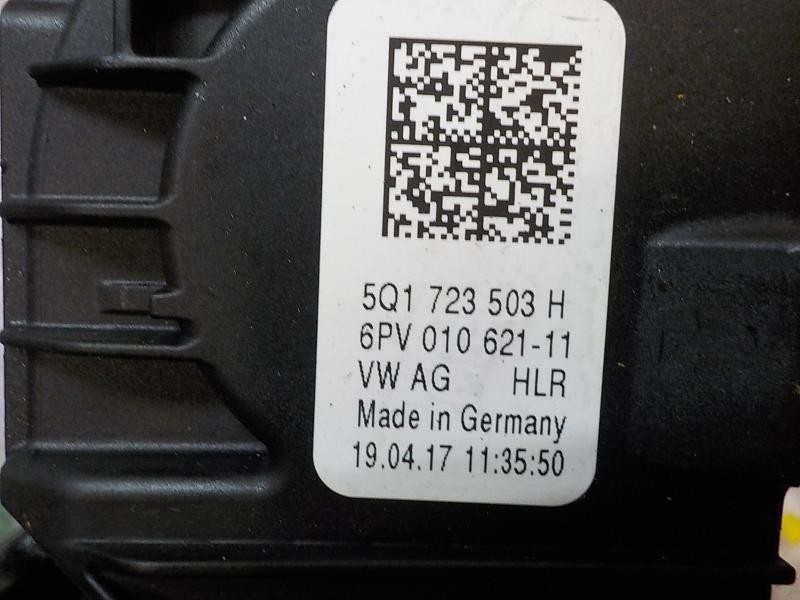 5Q1 723 503 H
6PV 010 621-11
VW AG HLR
Made in Germany
19.04.17 11:35:50